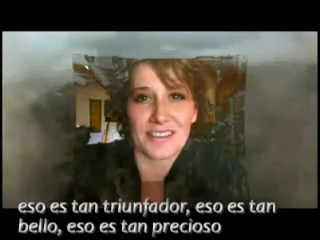 eso es tan triunfador, eso es tan
bello, eso es tan precioso